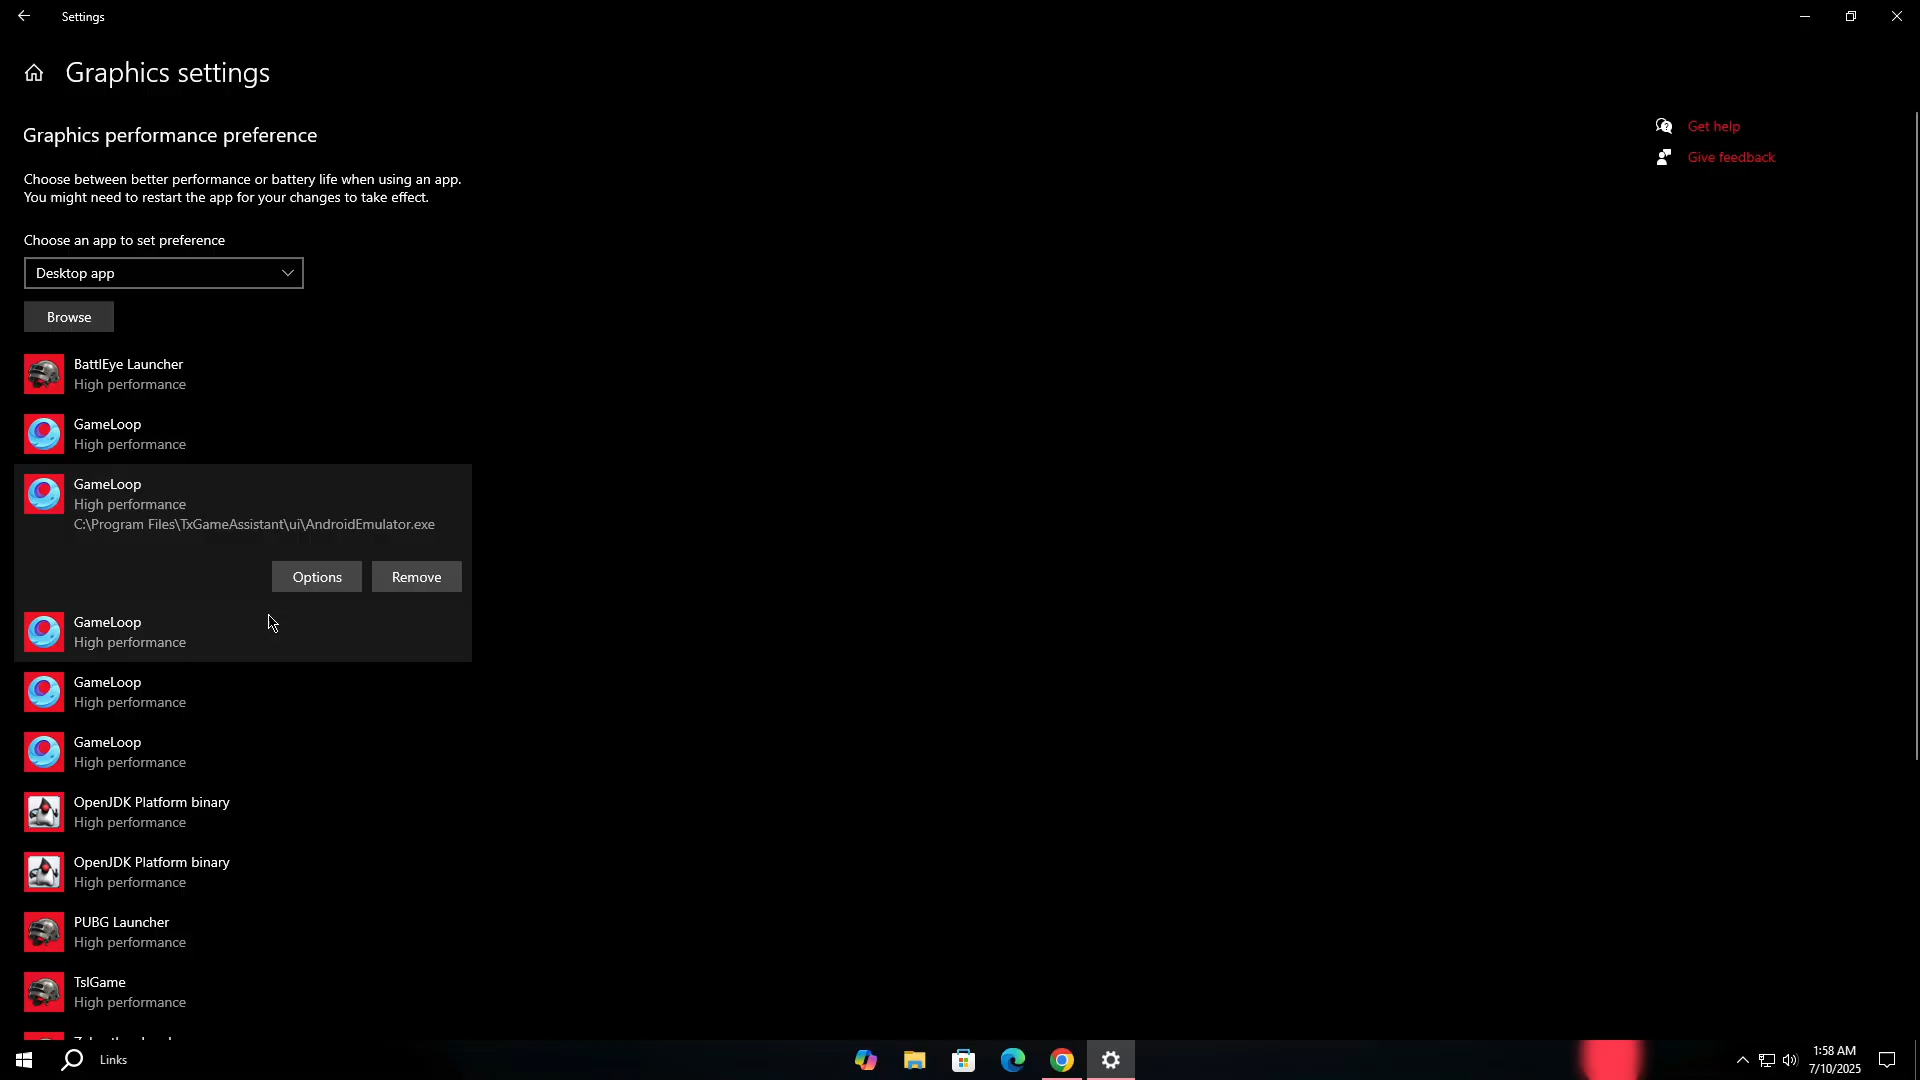 Settings
Graphics settings
Graphics performance preference
Choose between better performance or battery life when using an app.
You might need to restart the app for your changes to take effect.
Choose an app to set preference
Desktop app
Browse
BattlEye Launcher
High performance
GameLoop
High performance
GameLoop
High performance
C:\Program Files\TxGameAssistant\ui\AndroidEmulator.exe
Options
Remove
GameLoop
High performance
GameLoop
High performance
GameLoop
High performance
OpenJDK Platform binary
High performance
OpenJDK Platform binary
High performance
PUBG Launcher
High performance
TslGame
High performance
Get help
Give feedback
Links
1:58 AM
7/10/2025